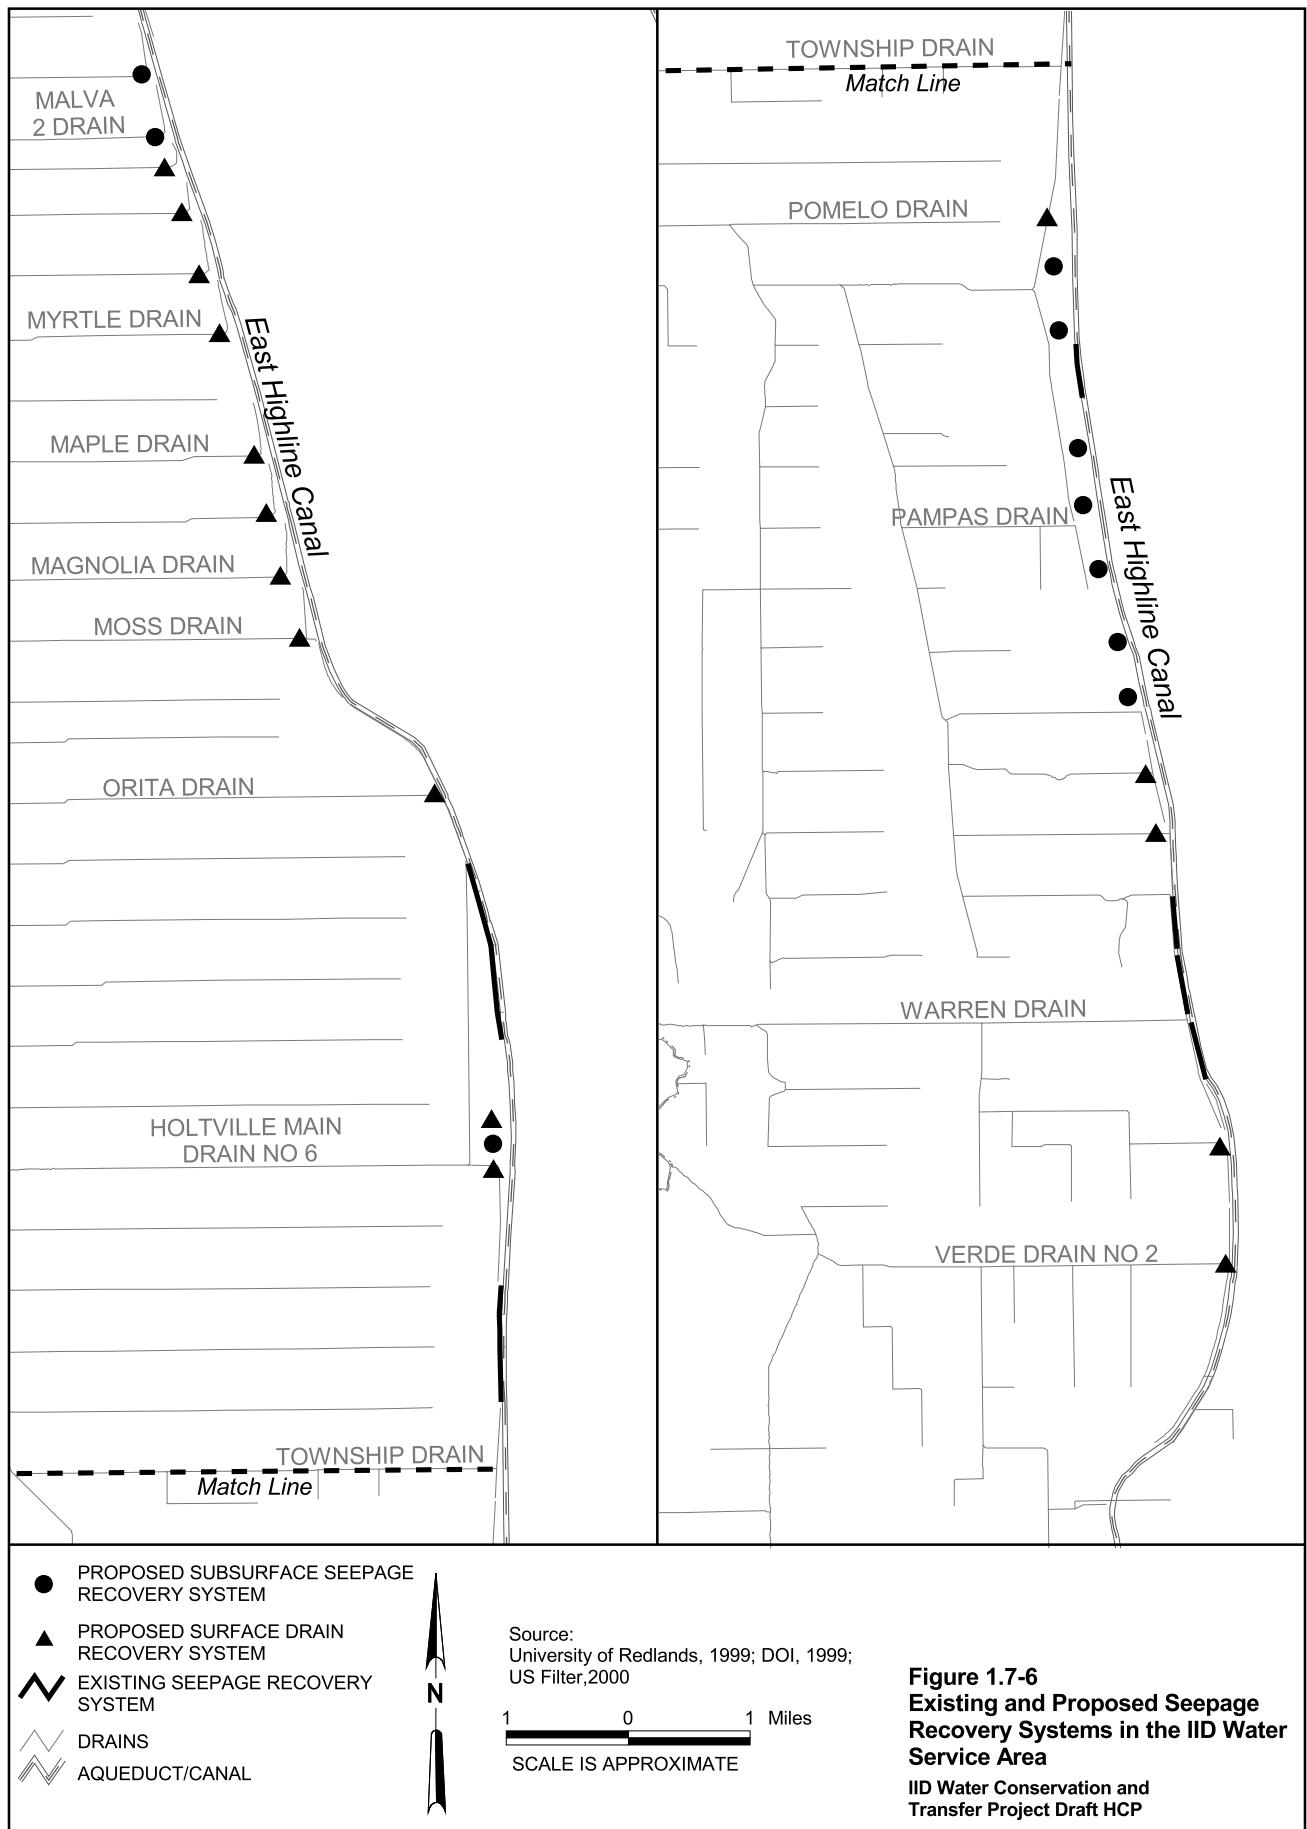 MALVA
2 DRAIN
MYRTLE DRAIN
East Highline Canal
MAPLE DRAIN
MAGNOLIA DRAIN
MOSS DRAIN
ORITA DRAIN
HOLTVILLE MAIN
DRAIN NO 6
TOWNSHIP DRAIN
Match Line
TOWNSHIP DRAIN
Match Line
POMELO DRAIN
PAMPAS DRAIN
East Highline Canal
WARREN DRAIN
VERDE DRAIN NO 2
PROPOSED SUBSURFACE SEEPAGE
RECOVERY SYSTEM
PROPOSED SURFACE DRAIN
RECOVERY SYSTEM
EXISTING SEEPAGE RECOVERY
SYSTEM
DRAINS
AQUEDUCT/CANAL
N
Source:
University of Redlands, 1999; DOI, 1999;
US Filter,2000
1 0 1 Miles
SCALE IS APPROXIMATE
Figure 1.7-6
Existing and Proposed Seepage
Recovery Systems in the IID Water
Service Area
IID Water Conservation and
Transfer Project Draft HCP